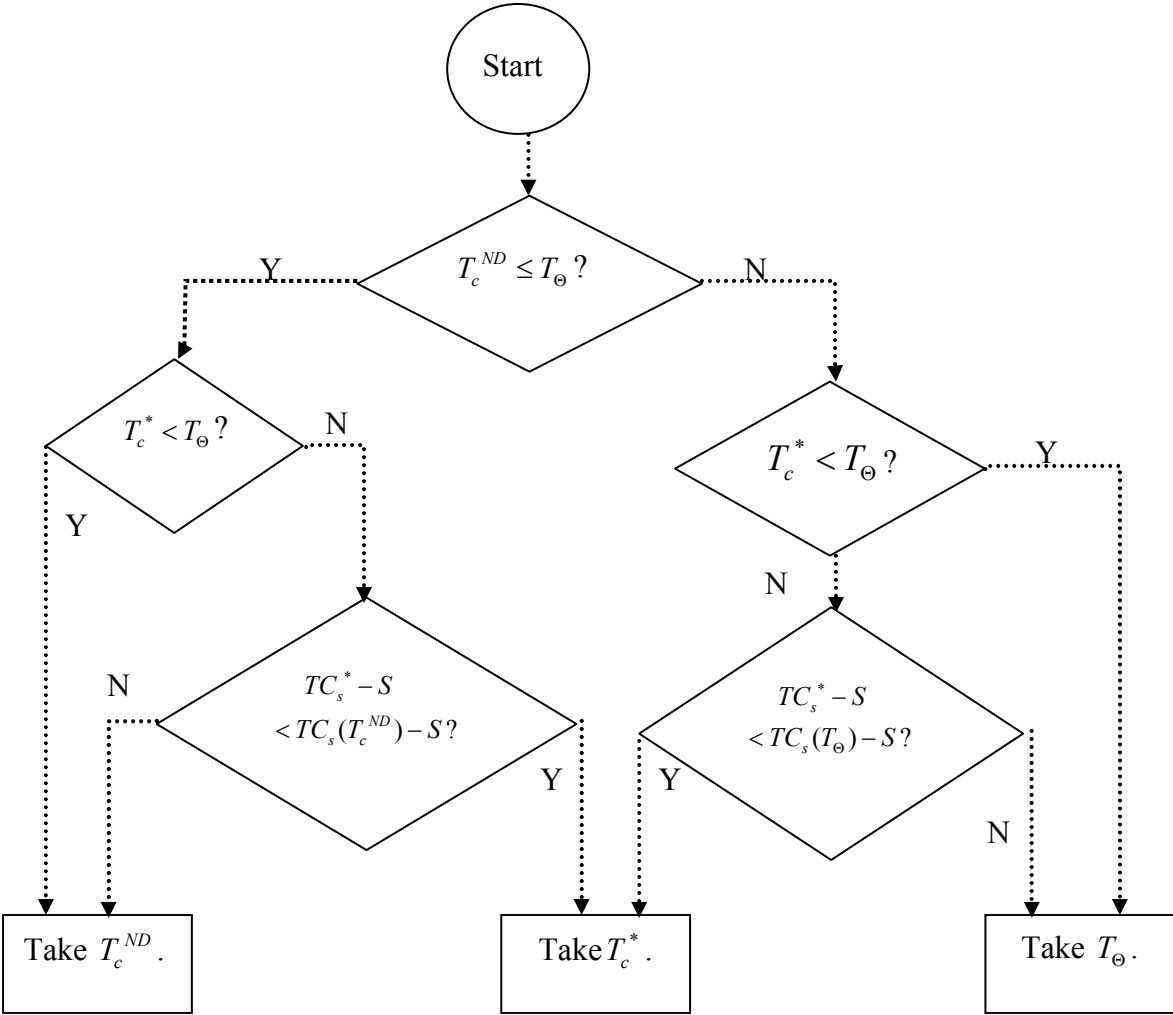 Start
T_c^{ND} ≤ T_Θ ?
Y
N
T_c^* < T_Θ ?
N
Y
T_c^* < T_Θ ?
Y
N
TC_s^* – S
< TC_s(T_c^{ND}) – S ?
N
Y
TC_s^* – S
< TC_s(T_Θ) – S ?
Y
N
Take T_c^{ND} .
Take T_c^* .
Take T_Θ .